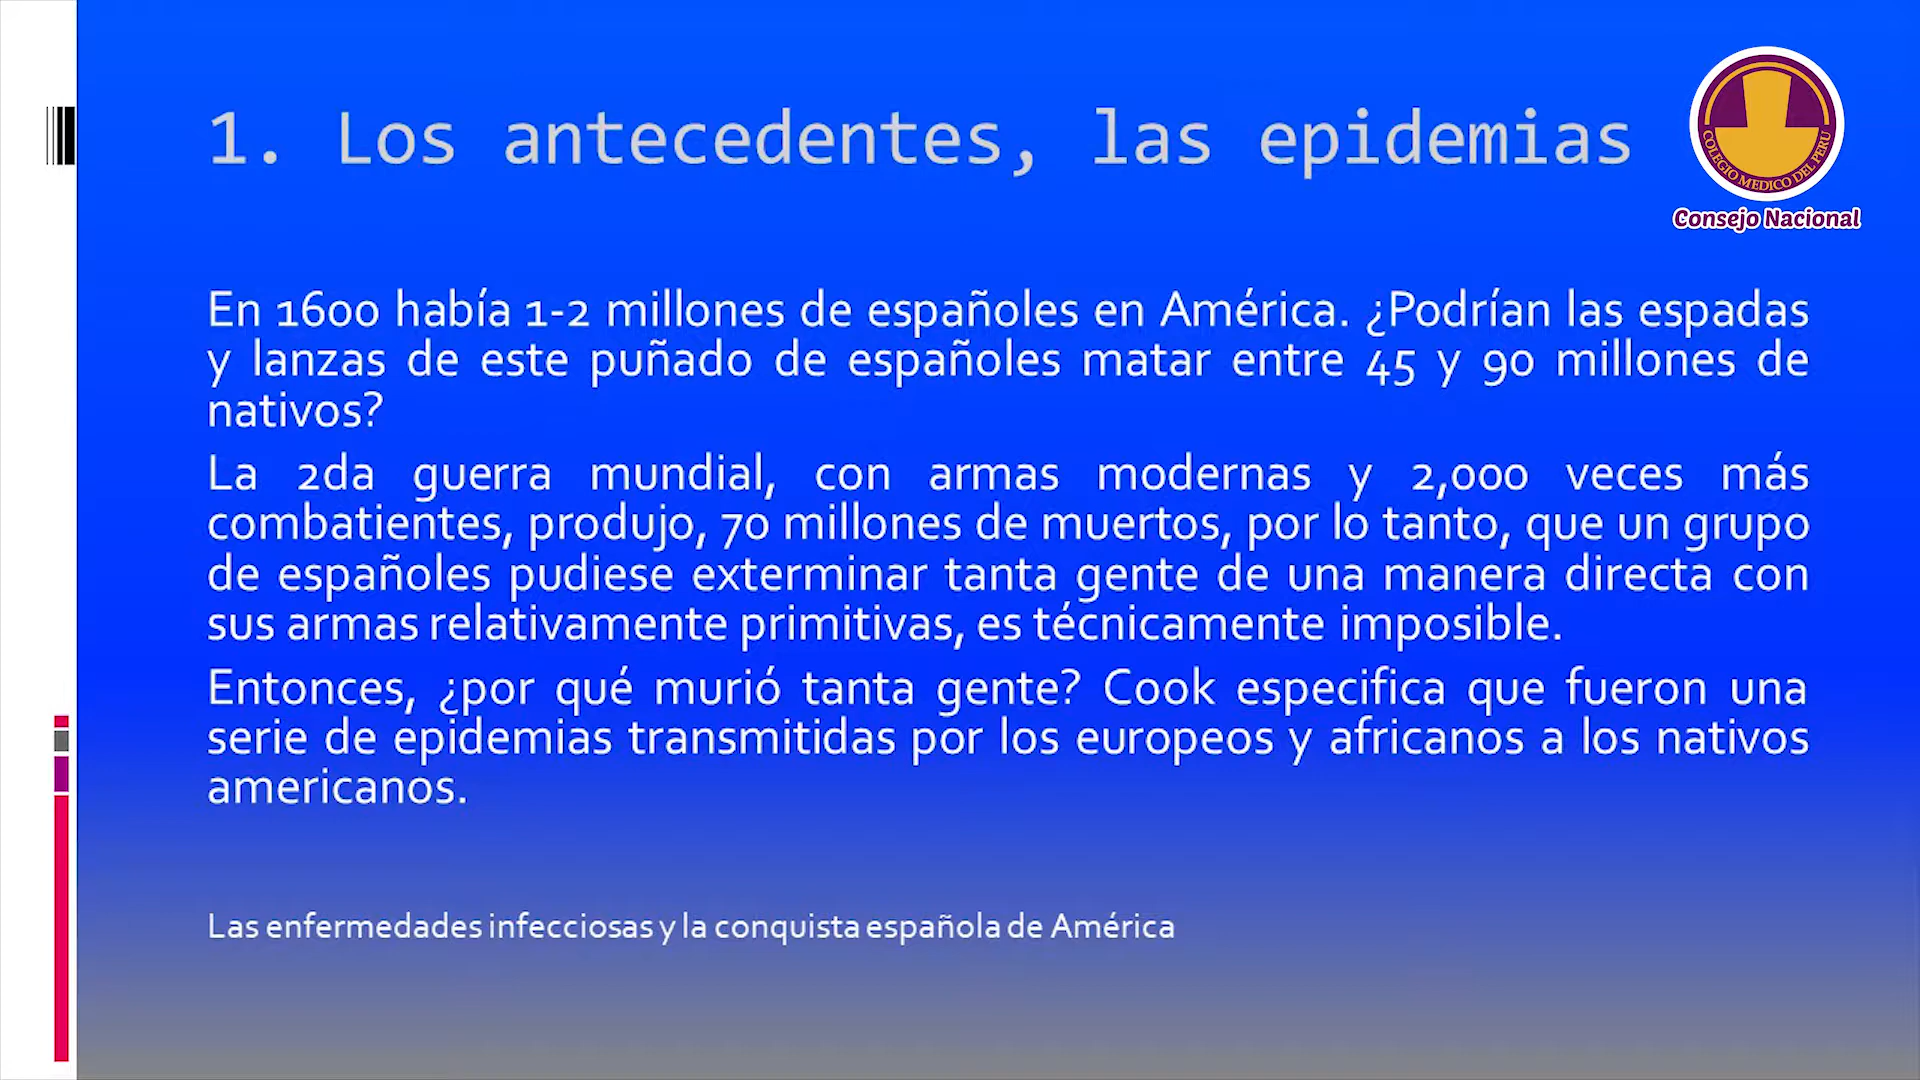 1. Los antecedentes, las epidemias
COLEGIO MEDICO DEL PERU
Consejo Nacional
En 1600 había 1-2 millones de españoles en América. ¿Podrían las espadas
y lanzas de este puñado de españoles matar entre 45 y 90 millones de
nativos?
La 2da guerra mundial, con armas modernas y 2,000 veces más
combatientes, produjo, 70 millones de muertos, por lo tanto, que un grupo
de españoles pudiese exterminar tanta gente de una manera directa con
sus armas relativamente primitivas, es técnicamente imposible.
Entonces, ¿por qué murió tanta gente? Cook especifica que fueron una
serie de epidemias transmitidas por los europeos y africanos a los nativos
americanos.
Las enfermedades infecciosas y la conquista española de América